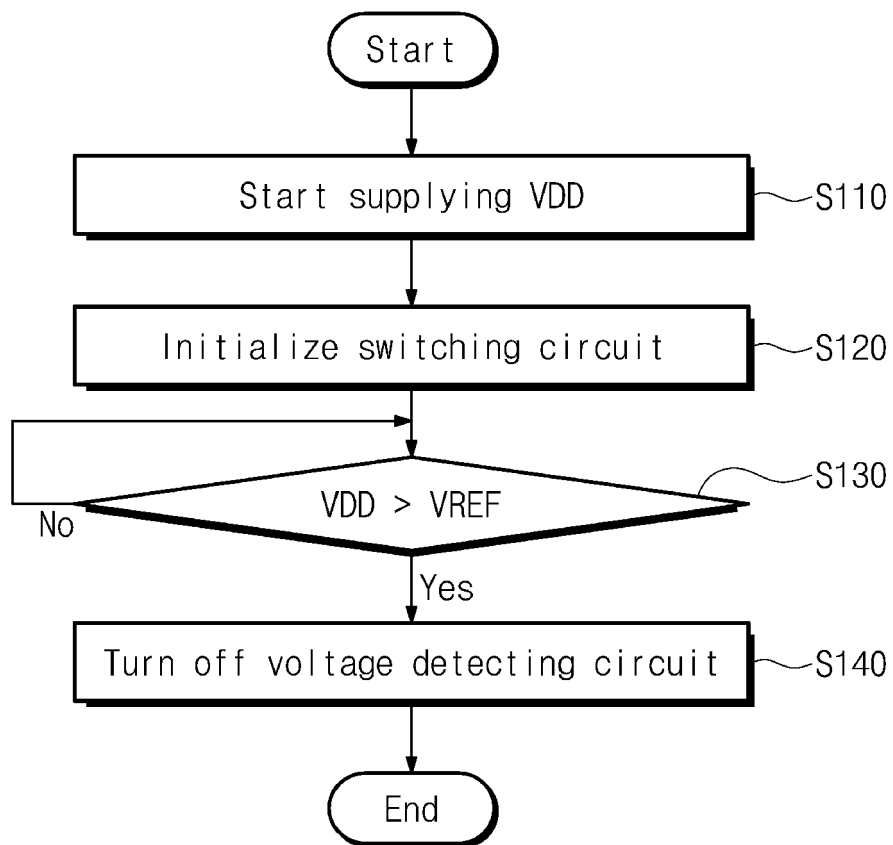 Start
Start supplying VDD
S110
Initialize switching circuit
S120
VDD > VREF
S130
No
Yes
Turn off voltage detecting circuit
S140
End